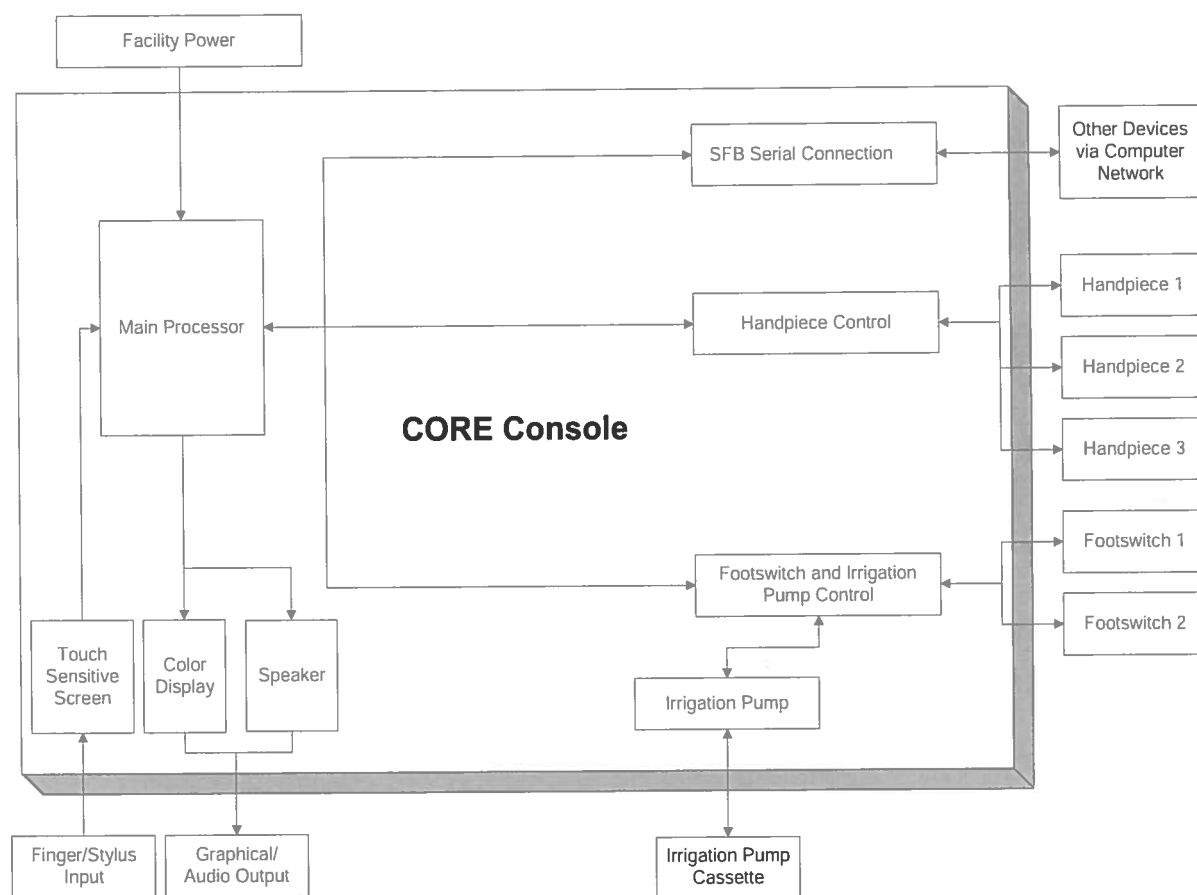 Facility Power
SFB Serial Connection
Other Devices
via Computer
Network
Main Processor
Handpiece Control
Handpiece 1
Handpiece 2
Handpiece 3
CORE Console
Footswitch and Irrigation
Pump Control
Footswitch 1
Footswitch 2
Touch
Sensitive
Screen
Color
Display
Speaker
Irrigation Pump
Finger/Stylus
Input
Graphical/
Audio Output
Irrigation Pump
Cassette